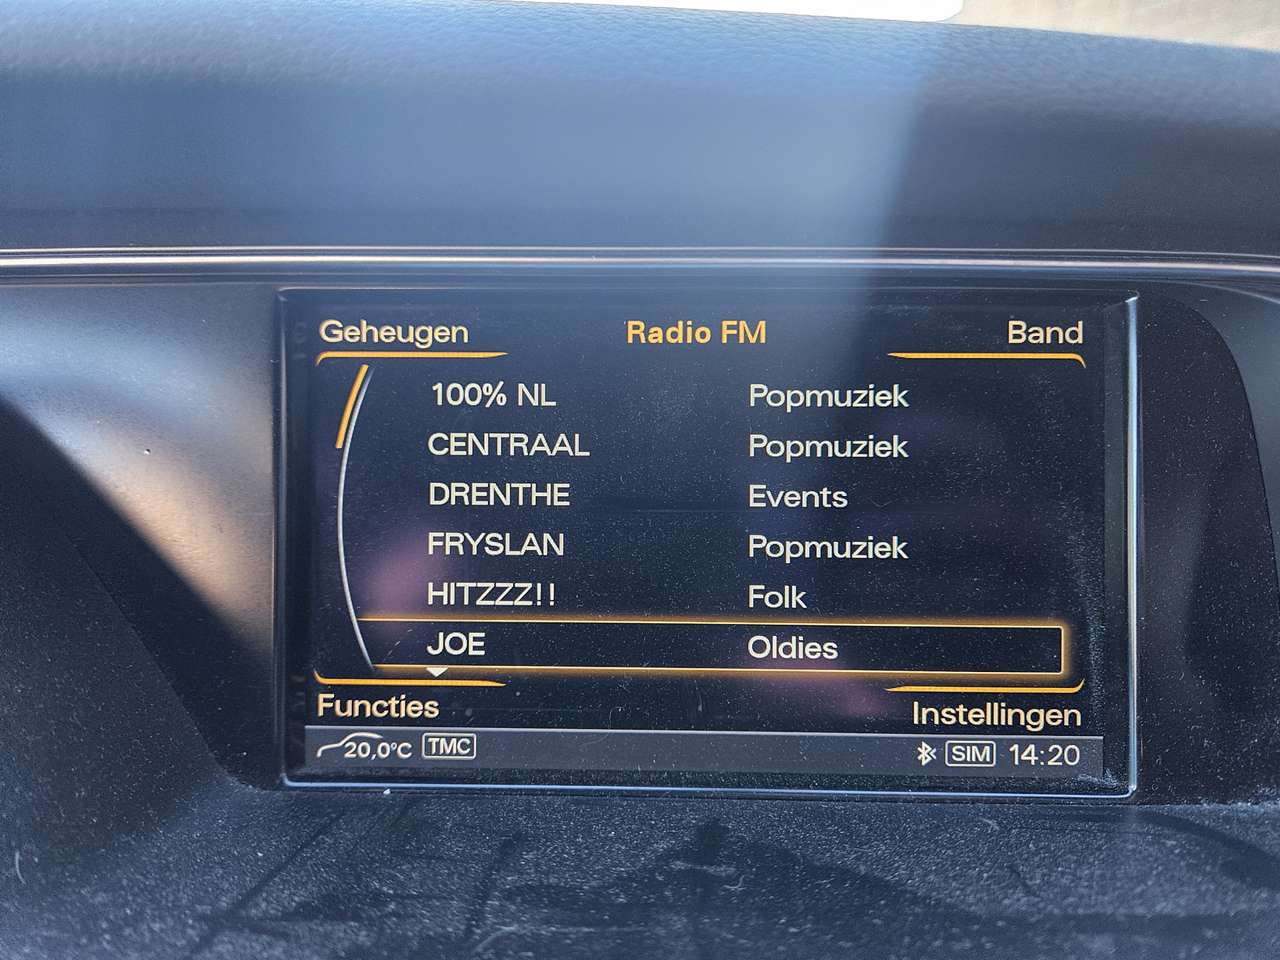 Geheugen Radio FM Band
100% NL Popmuziek
CENTRAAL Popmuziek
DRENTHE Events
FRYSLAN Popmuziek
HITZZZ!! Folk
JOE Oldies
Functies Instellingen
20,0°C TMC SIM 14:20